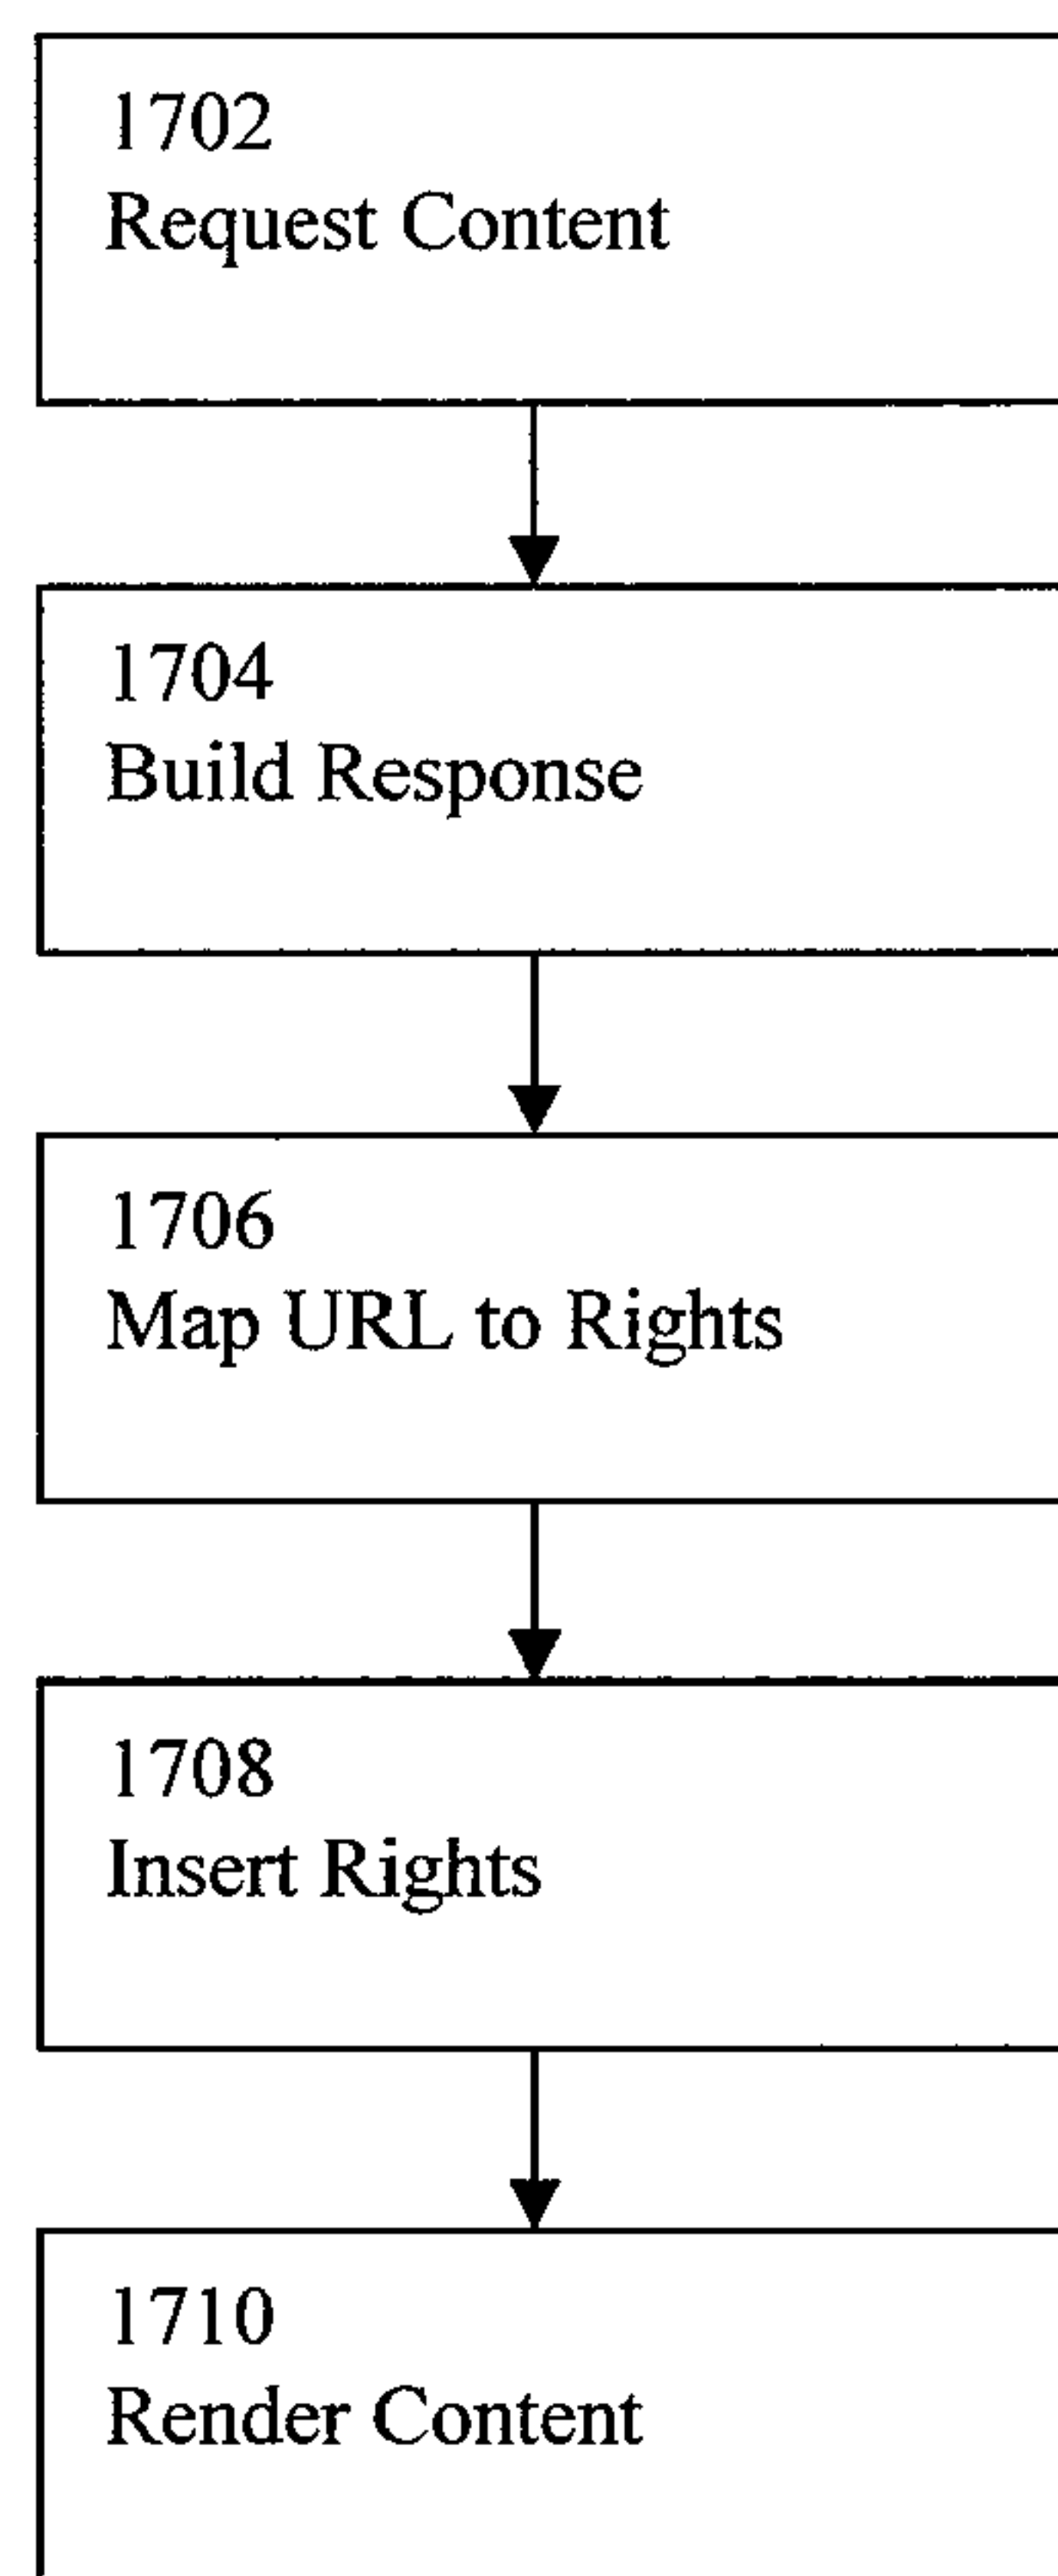 1702
Request Content
1704
Build Response
1706
Map URL to Rights
1708
Insert Rights
1710
Render Content